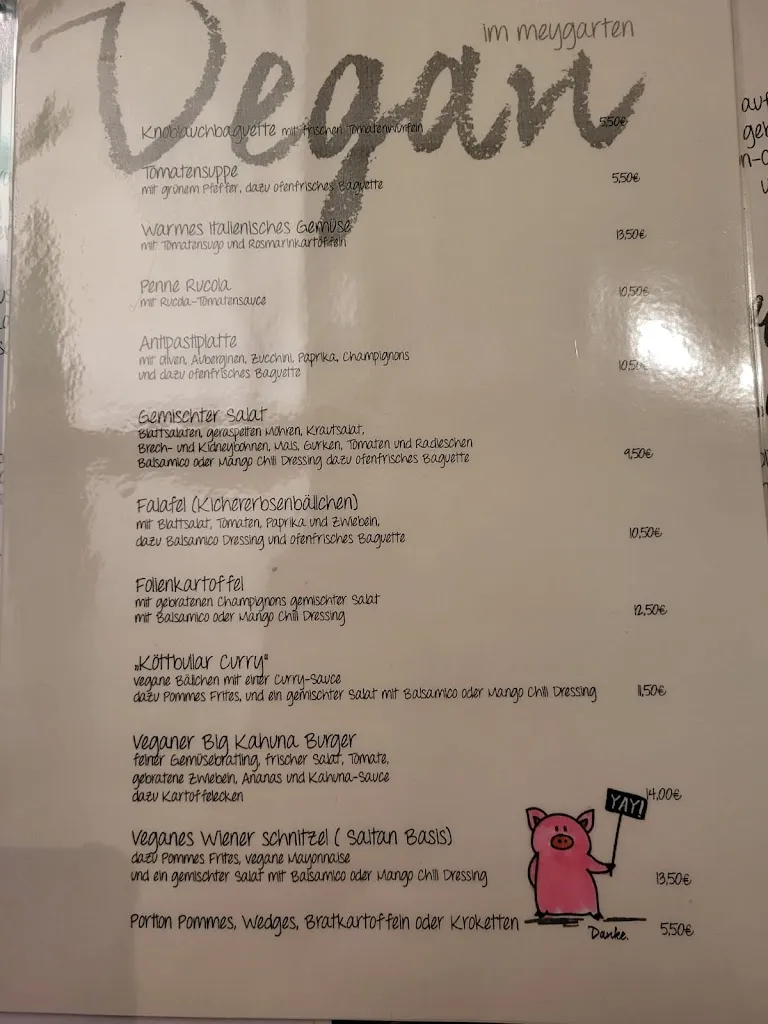 im meygarten
Vegan
Knoblauchbaguette mit frischen Tomatenwürfeln 5,50€
Tomatensuppe
mit grünem Pfeffer, dazu ofenfrisches Baguette 5,50€
Warmes Italienisches Gemüse
mit Tomatensugo und Rosmarinkartoffeln 13,50€
Penne Rucola
mit Rucola-Tomatensauce 10,50€
Antipastiplatte
mit Oliven, Auberginen, Zucchini, Paprika, Champignons
und dazu ofenfrisches Baguette 10,50€
Gemischter Salat
Blattsalaten, geraspelten Möhren, Krautsalat,
Brech- und Kidneybohnen, Mais, Gurken, Tomaten und Radieschen
Balsamico oder Mango Chili Dressing dazu ofenfrisches Baguette 9,50€
Falafel (Kichererbsenbällchen)
mit Blattsalat, Tomaten, Paprika und Zwiebeln,
dazu Balsamico Dressing und ofenfrisches Baguette 10,50€
Folienkartoffel
mit gebratenen Champignons gemischter Salat
mit Balsamico oder Mango Chili Dressing 12,50€
„Köttbullar Curry"
vegane Bällchen mit einer Curry-Sauce
dazu Pommes Frites, und ein gemischter Salat mit Balsamico oder Mango Chili Dressing 11,50€
Veganer Big Kahuna Burger
feiner Gemüsebratling, frischer Salat, Tomate,
gebratene Zwiebeln, Ananas und Kahuna-Sauce
dazu Kartoffelecken 14,00€
YAY!
Veganes Wiener Schnitzel ( Saitan Basis)
dazu Pommes Frites, vegane Mayonnaise
und ein gemischter Salat mit Balsamico oder Mango Chili Dressing 13,50€
Portion Pommes, Wedges, Bratkartoffeln oder Kroketten 5,50€
Danke.